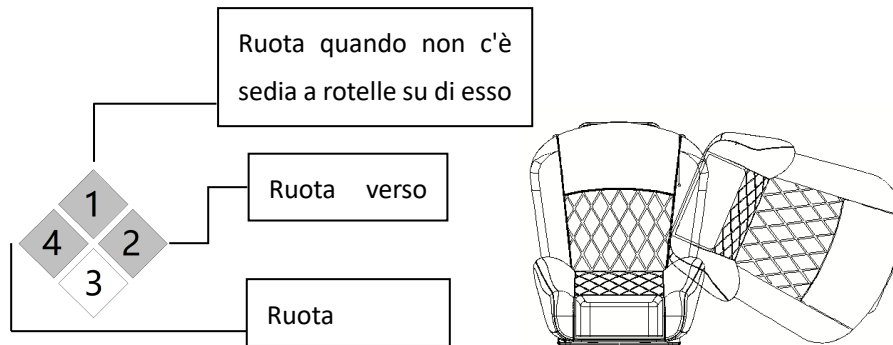 Ruota quando non c'è
sedia a rotelle su di esso
Ruota verso
1
4 2
3
Ruota